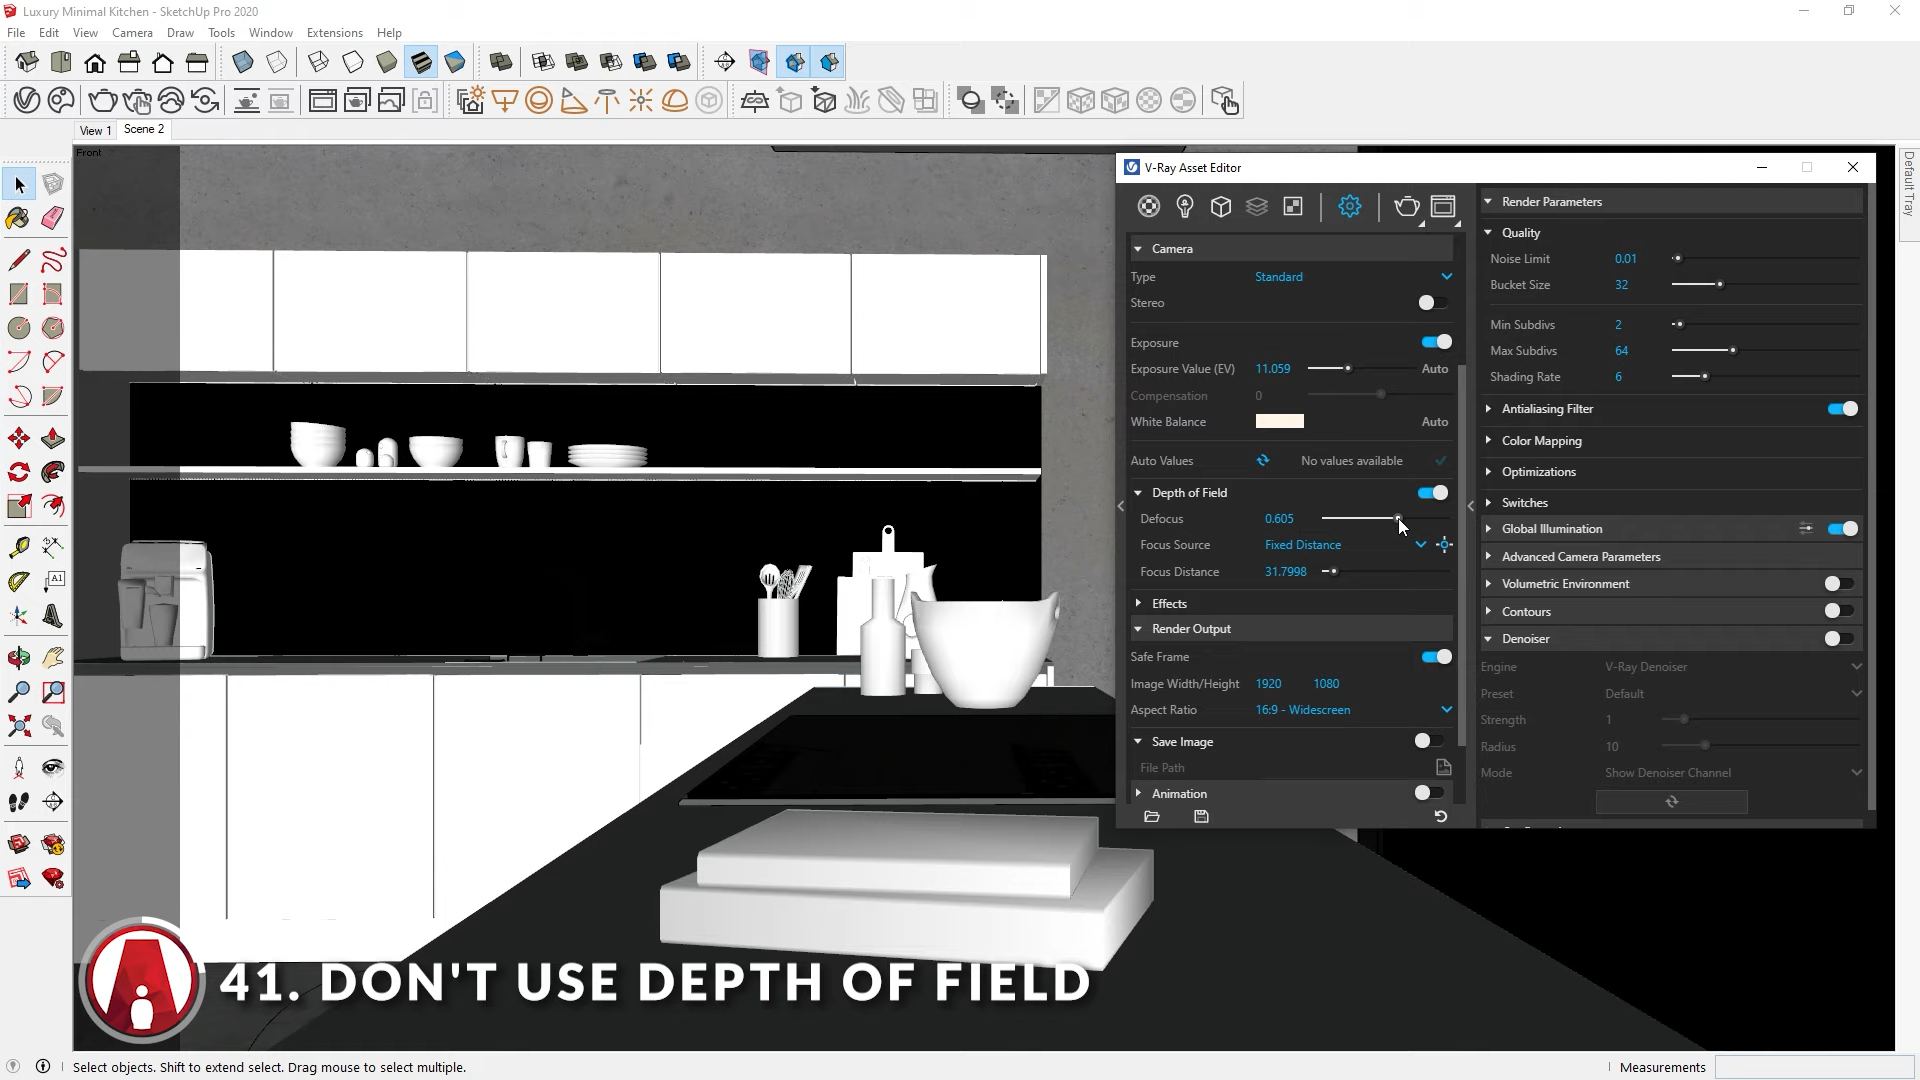 Luxury Minimal Kitchen - SketchUp Pro 2020
File Edit View Camera Draw Tools Window Extensions Help
View 1 Scene 2
Front
Default Tray
V-Ray Asset Editor
Camera
Type Standard
Stereo
Exposure
Exposure Value (EV) 11.059 Auto
Compensation 0
White Balance Auto
Auto Values No values available
Depth of Field
Defocus 0.605
Focus Source Fixed Distance
Focus Distance 31.7998
Effects
Render Output
Safe Frame
Image Width/Height 1920 1080
Aspect Ratio 16:9 - Widescreen
Save Image
File Path
Animation
Render Parameters
Quality
Noise Limit 0.01
Bucket Size 32
Min Subdivs 2
Max Subdivs 64
Shading Rate 6
Antialiasing Filter
Color Mapping
Optimizations
Switches
Global Illumination
Advanced Camera Parameters
Volumetric Environment
Contours
Denoiser
Engine V-Ray Denoiser
Preset Default
Strength 1
Radius 10
Mode Show Denoiser Channel
A1
41. DON'T USE DEPTH OF FIELD
Select objects. Shift to extend select. Drag mouse to select multiple.
Measurements